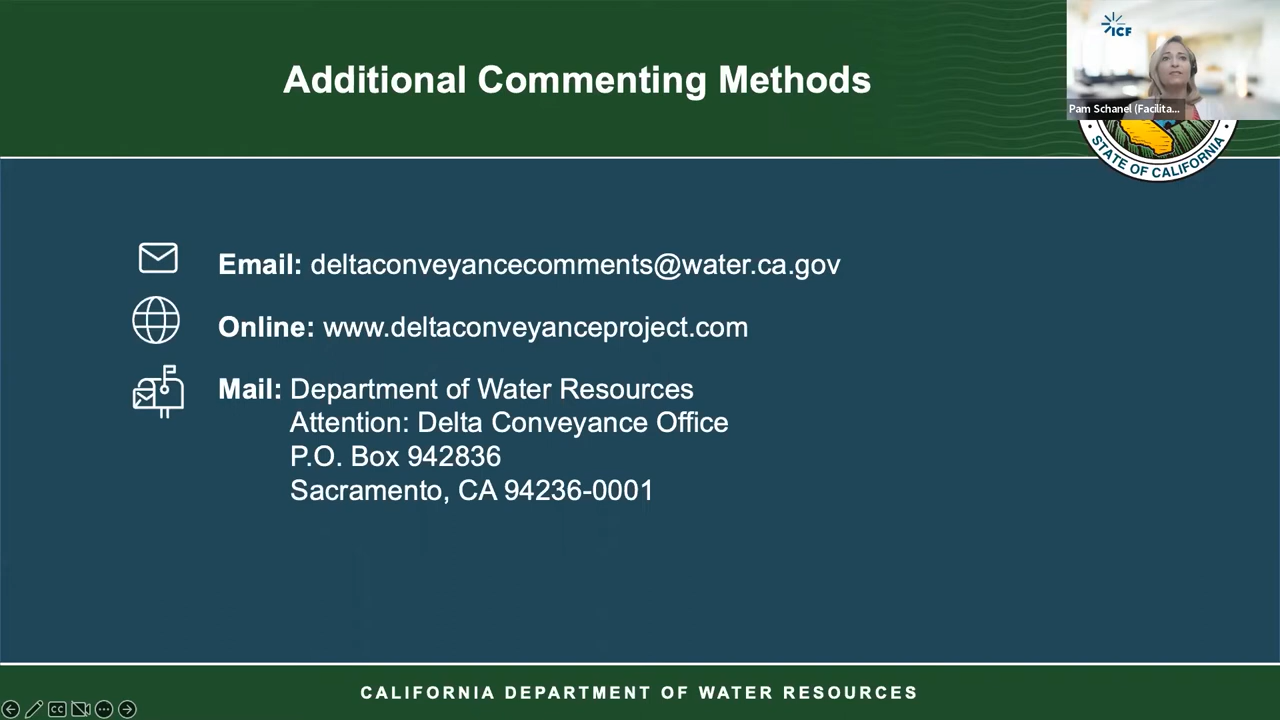 Additional Commenting Methods
ICF
Pam Schanel (Facilita...
STATE OF CALIFORNIA
Email: deltaconveyancecomments@water.ca.gov
Online: www.deltaconveyanceproject.com
Mail: Department of Water Resources
Attention: Delta Conveyance Office
P.O. Box 942836
Sacramento, CA 94236-0001
CALIFORNIA DEPARTMENT OF WATER RESOURCES
CC